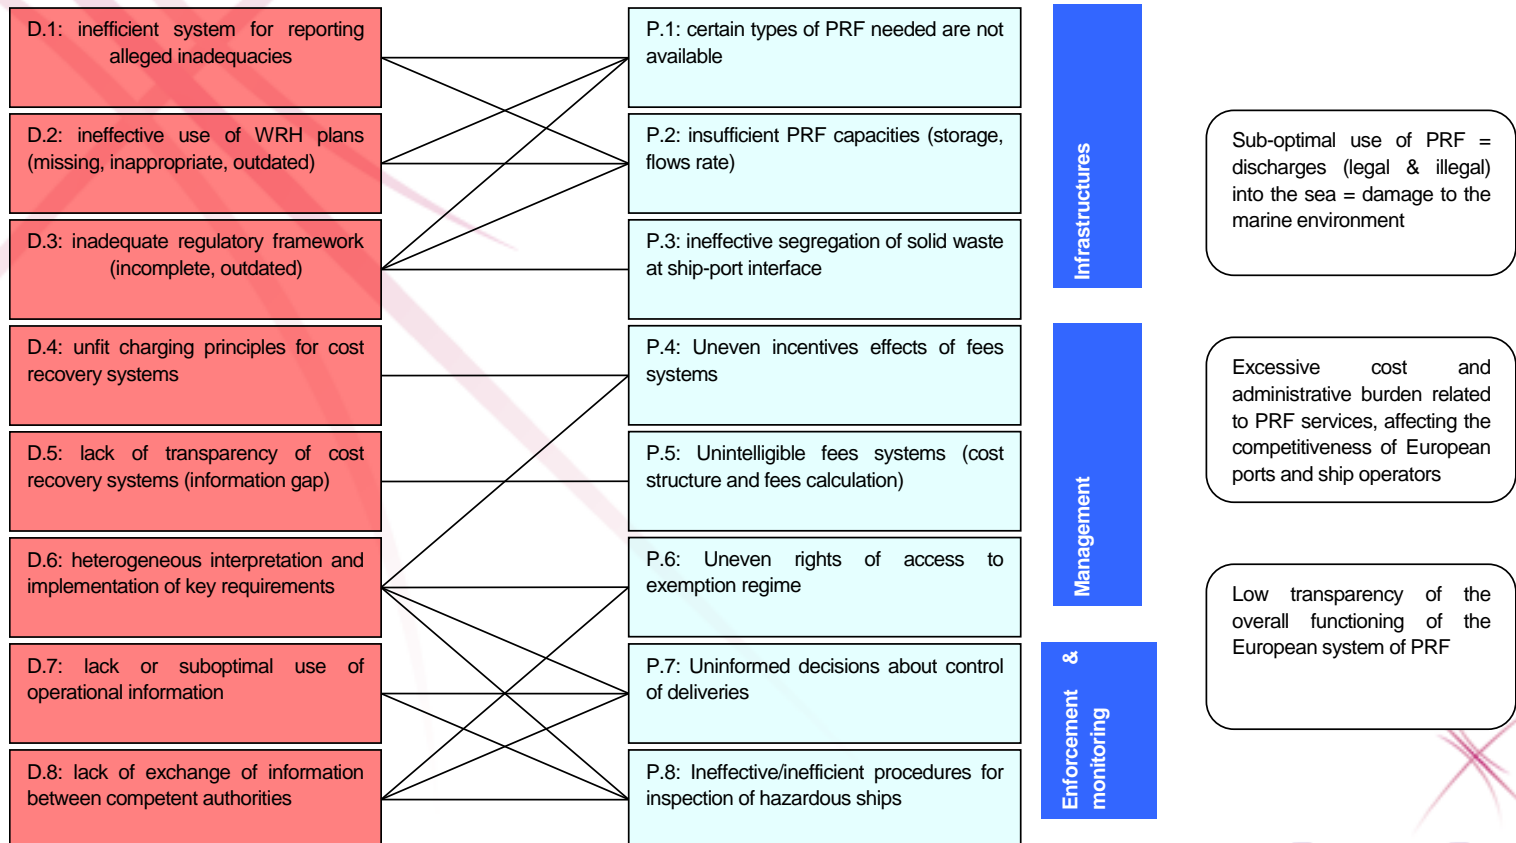 D.1: inefficient system for reporting
alleged inadequacies
D.2: ineffective use of WRH plans
(missing, inappropriate, outdated)
D.3: inadequate regulatory framework
(incomplete, outdated)
D.4: unfit charging principles for cost
recovery systems
D.5: lack of transparency of cost
recovery systems (information gap)
D.6: heterogeneous interpretation and
implementation of key requirements
D.7: lack or suboptimal use of
operational information
D.8: lack of exchange of information
between competent authorities
P.1: certain types of PRF needed are not
available
P.2: insufficient PRF capacities (storage,
flows rate)
P.3: ineffective segregation of solid waste
at ship-port interface
P.4: Uneven incentives effects of fees
systems
P.5: Unintelligible fees systems (cost
structure and fees calculation)
P.6: Uneven rights of access to
exemption regime
P.7: Uninformed decisions about control
of deliveries
P.8: Ineffective/inefficient procedures for
inspection of hazardous ships
Infrastructures
Management
Enforcement &
monitoring
Sub-optimal use of PRF =
discharges (legal & illegal)
into the sea = damage to the
marine environment
Excessive cost and
administrative burden related
to PRF services, affecting the
competitiveness of European
ports and ship operators
Low transparency of the
overall functioning of the
European system of PRF